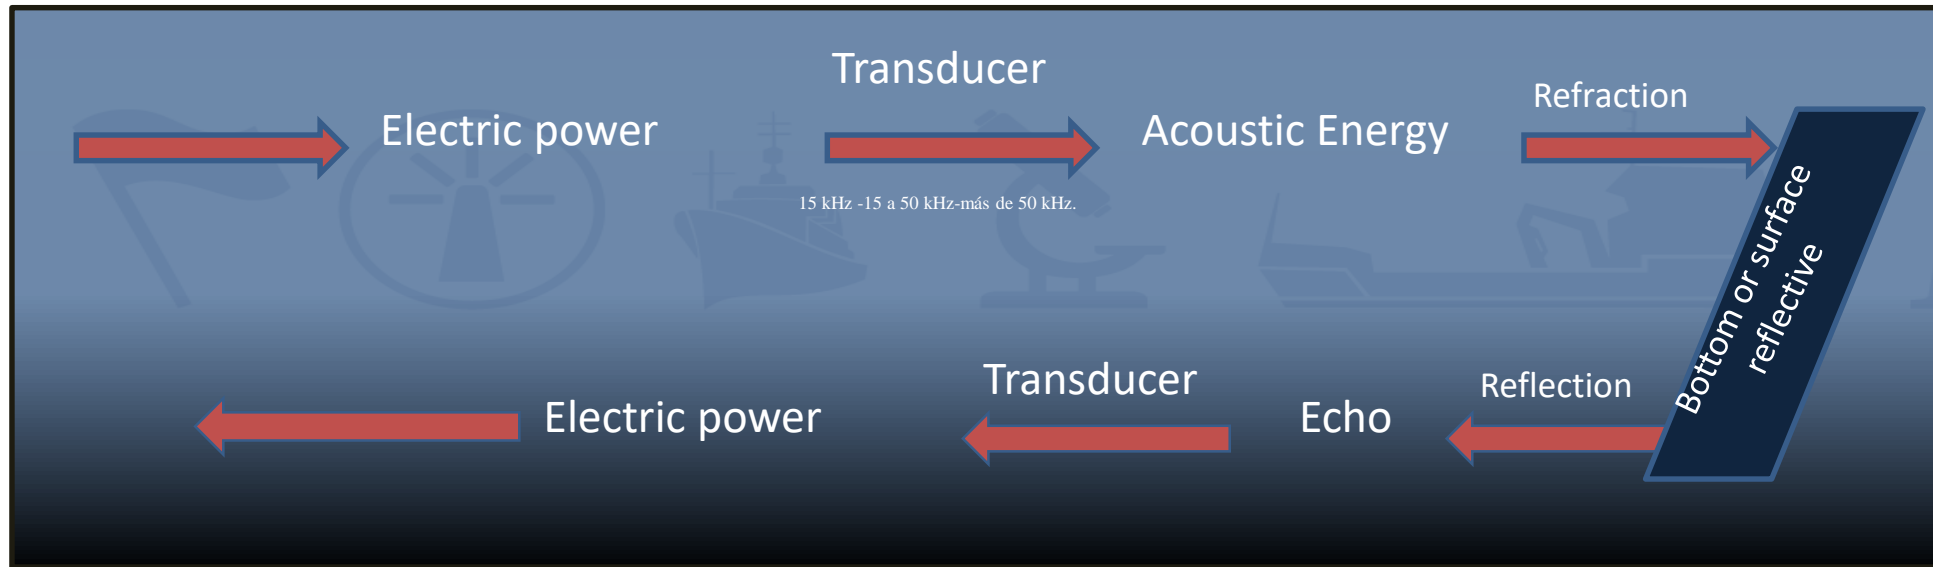 Transducer
Electric power
Acoustic Energy
Refraction
15 kHz -15 a 50 kHz-más de 50 kHz.
Bottom or surface
reflective
Transducer
Electric power
Echo
Reflection